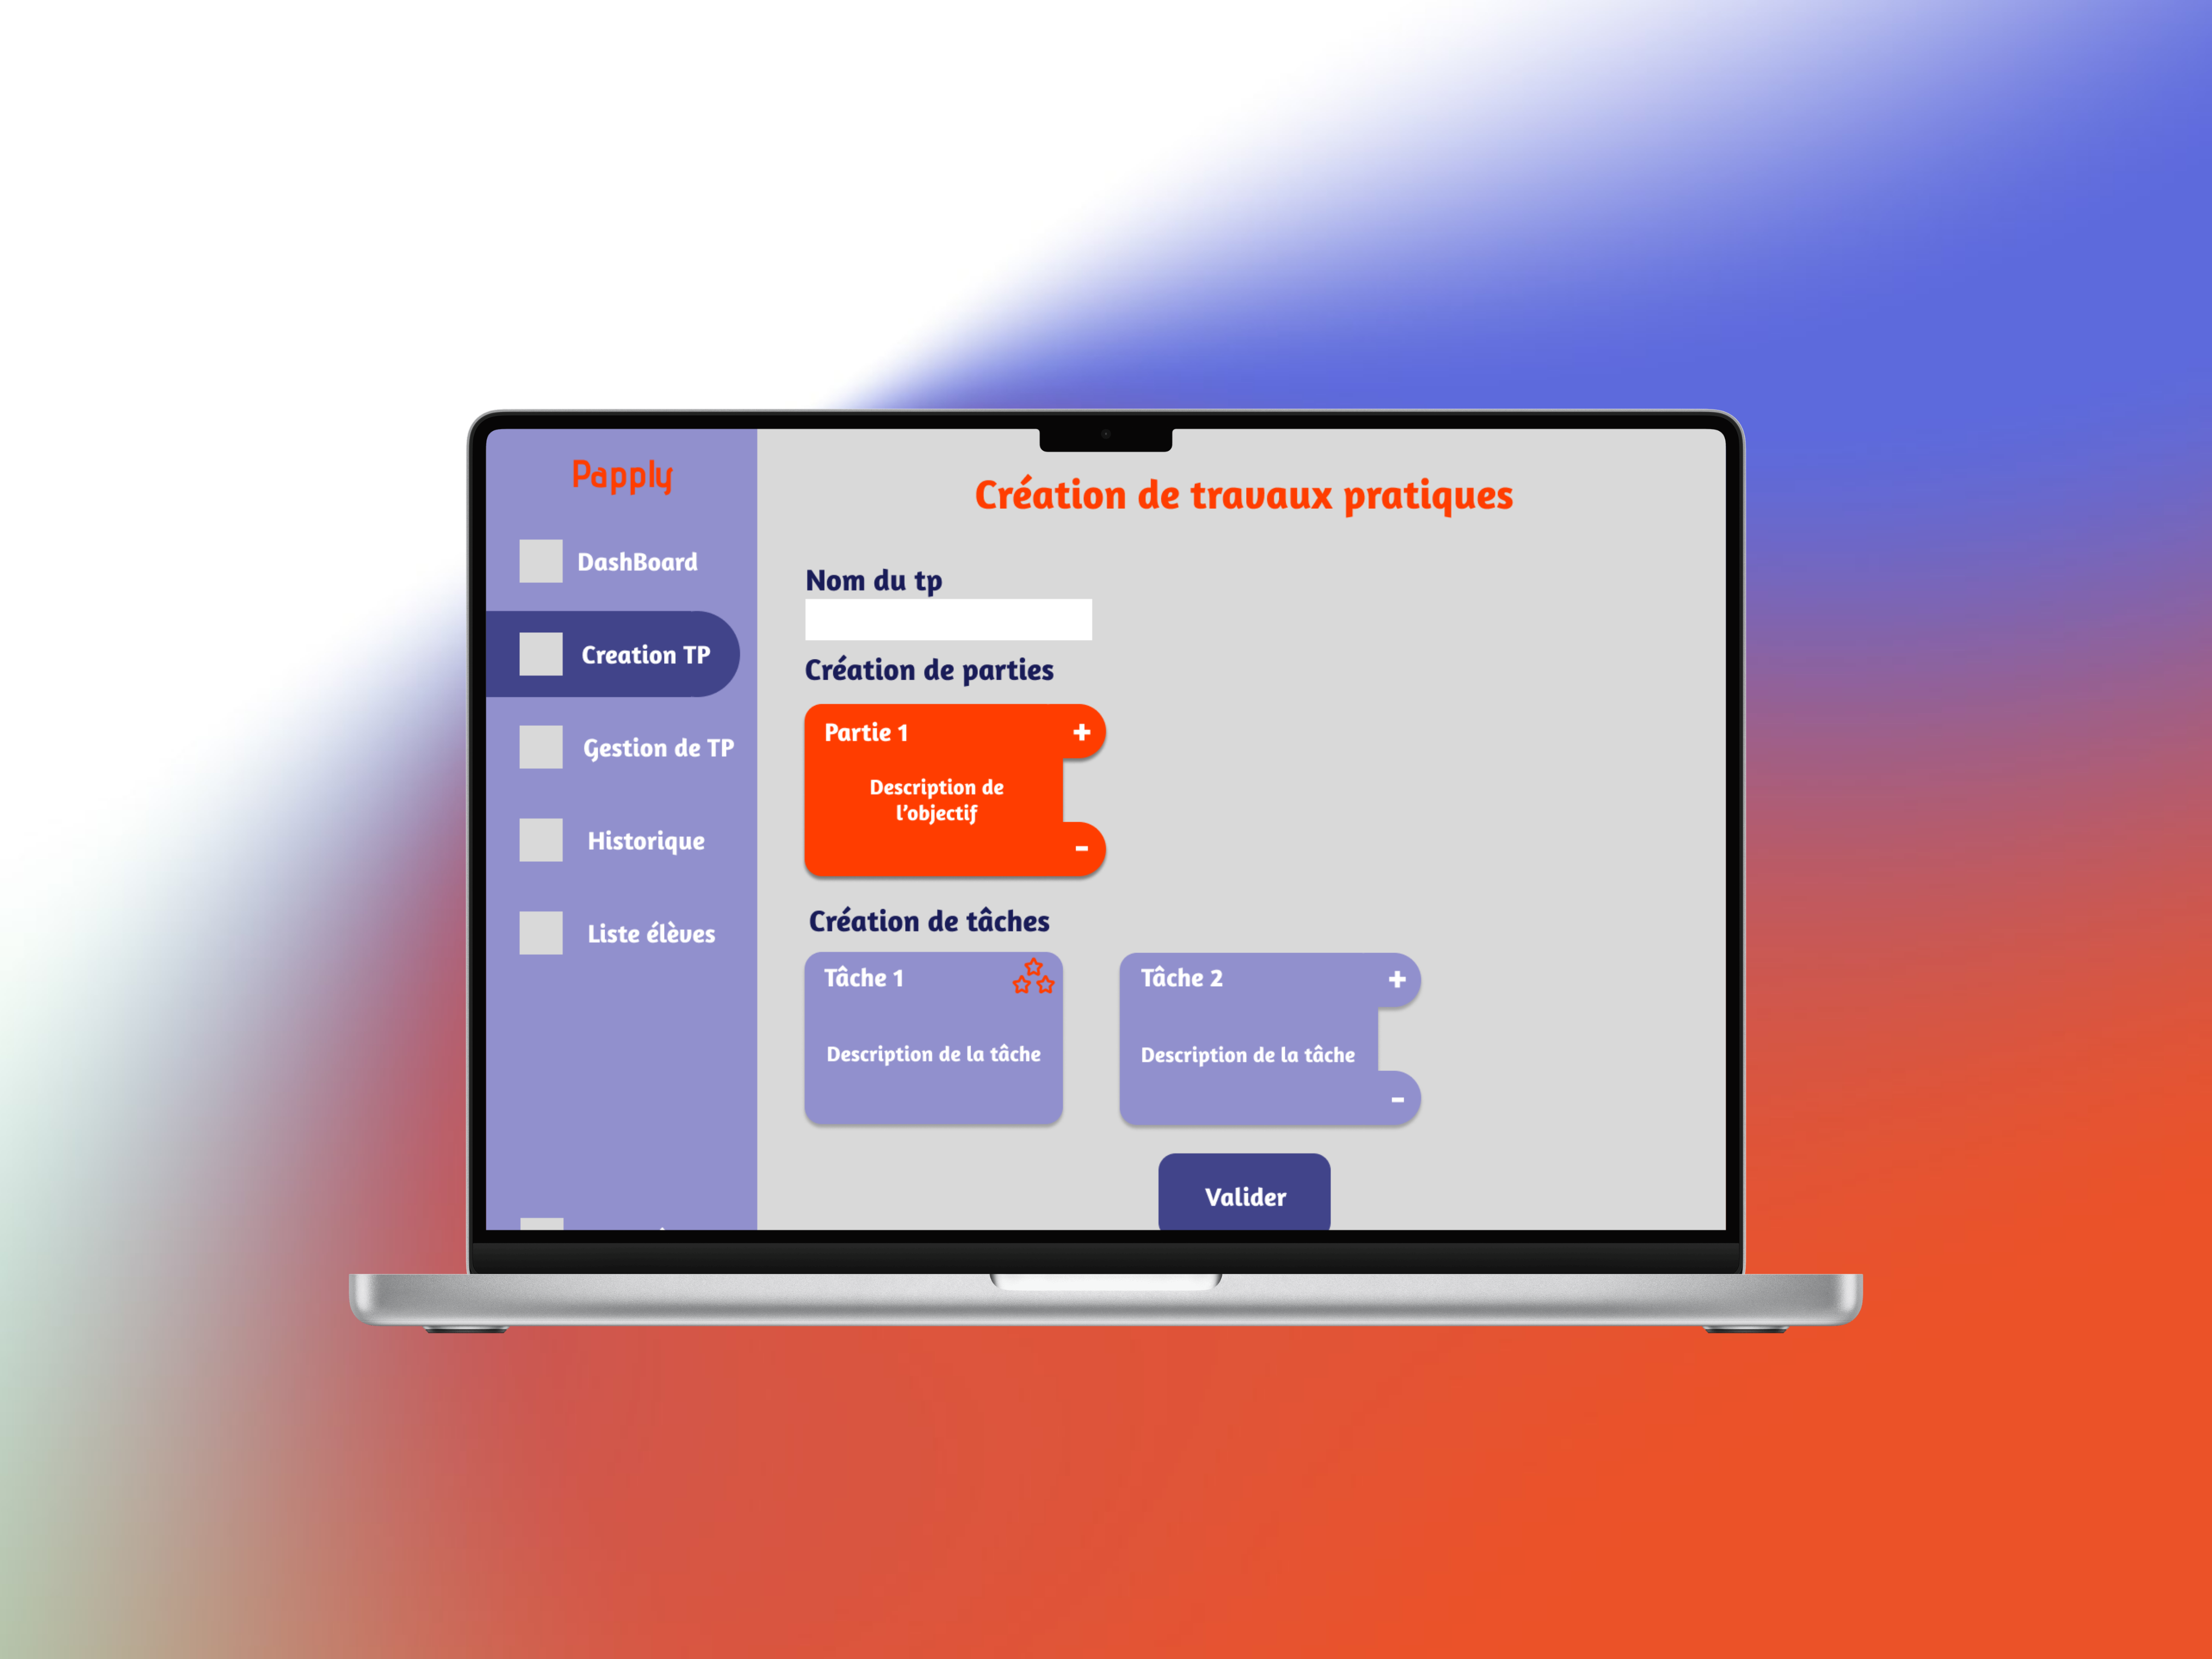 Papply
DashBoard
Creation TP
Gestion de TP
Historique
Liste élèves
Création de travaux pratiques
Nom du tp
Création de parties
Partie 1
+
Description de
l'objectif
-
Création de tâches
Tâche 1
Description de la tâche
Tâche 2
+
Description de la tâche
-
Valider